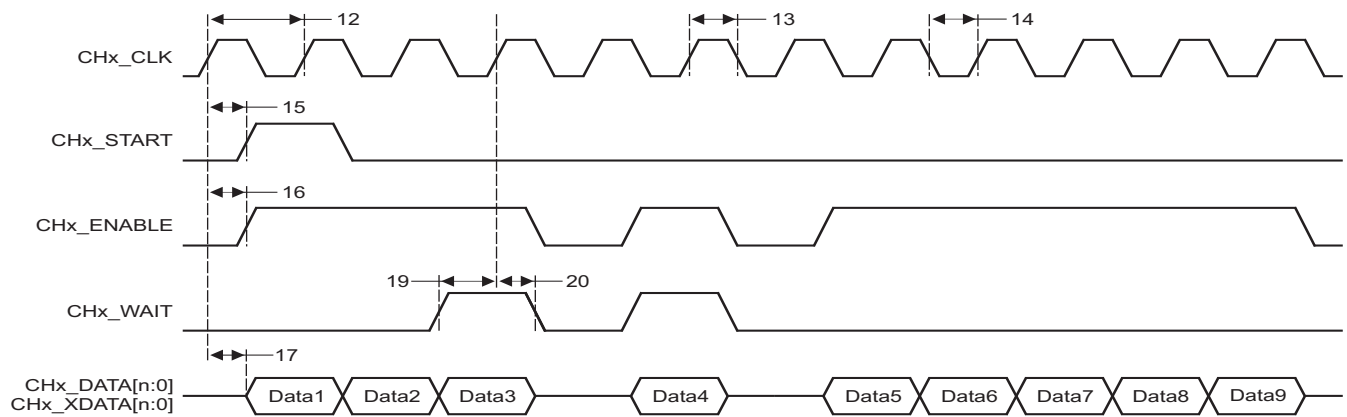 12
13
14
CHx_CLK
15
CHx_START
16
CHx_ENABLE
19
20
CHx_WAIT
17
CHx_DATA[n:0]
CHx_XDATA[n:0]
Data1 Data2 Data3 Data4 Data5 Data6 Data7 Data8 Data9